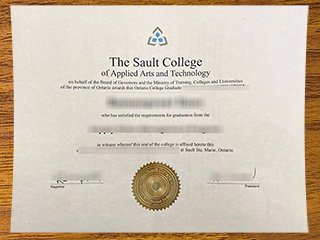 The Sault College
of Applied Arts and Technology
on behalf of the Board of Governors and the Ministry of Training, Colleges and Universities
of the province of Ontario awards this Ontario College Graduate
who has satisfied the requirements for graduation from the
in witness whereof this seal of the college is affixed herein this
at Sault Ste. Marie, Ontario.
Registrar
President